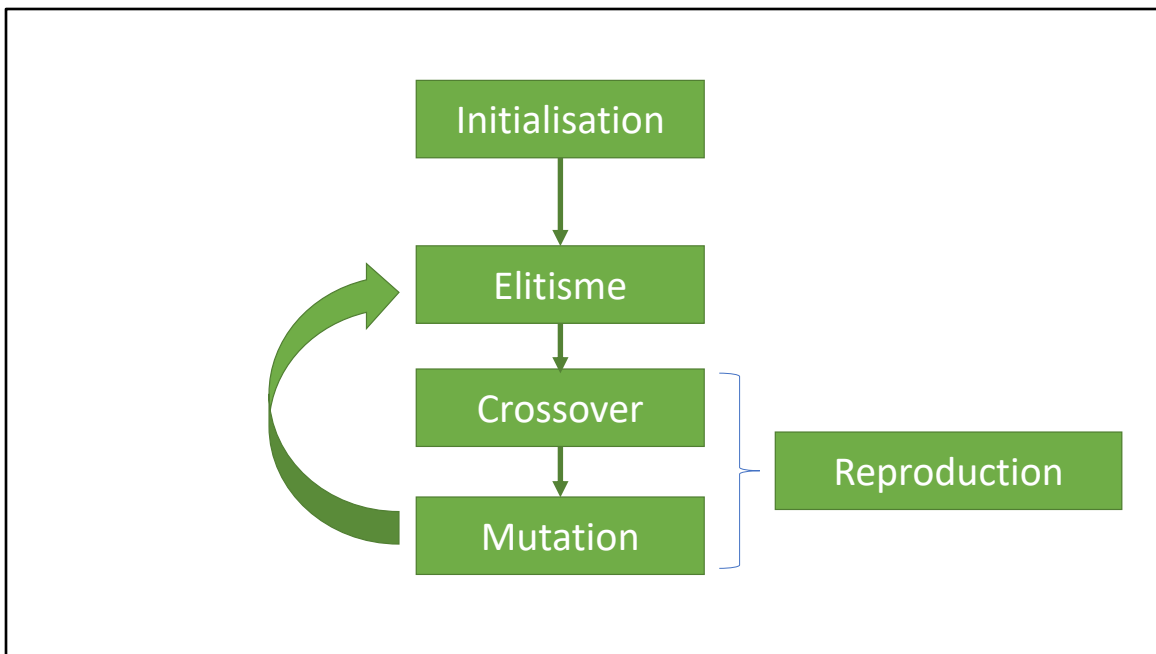 Initialisation
Elitisme
Crossover
Reproduction
Mutation